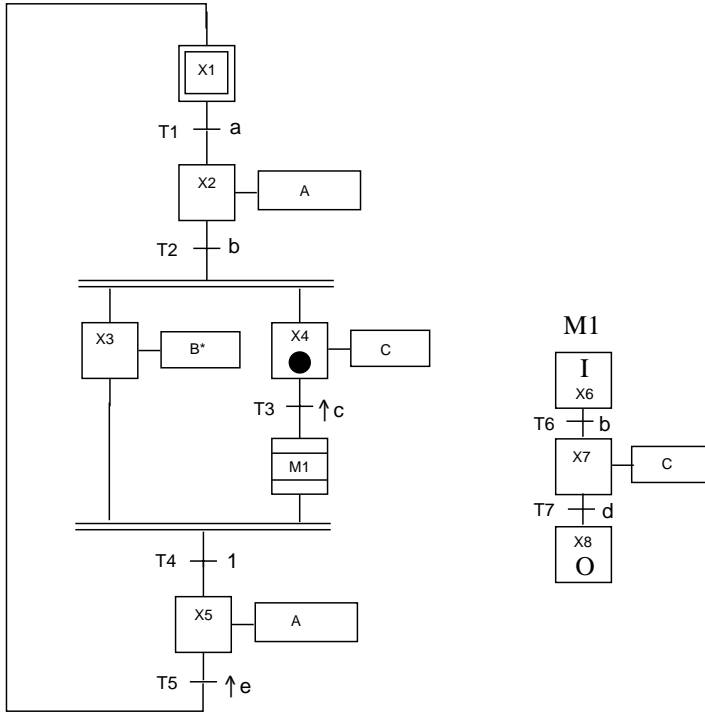 X1
T1 a
X2 A
T2 b
X3 B*
X4 C
T3 ↑c
M1
T4 1
X5 A
T5 ↑e
M1
I
X6
T6 b
X7 C
T7 d
X8
O